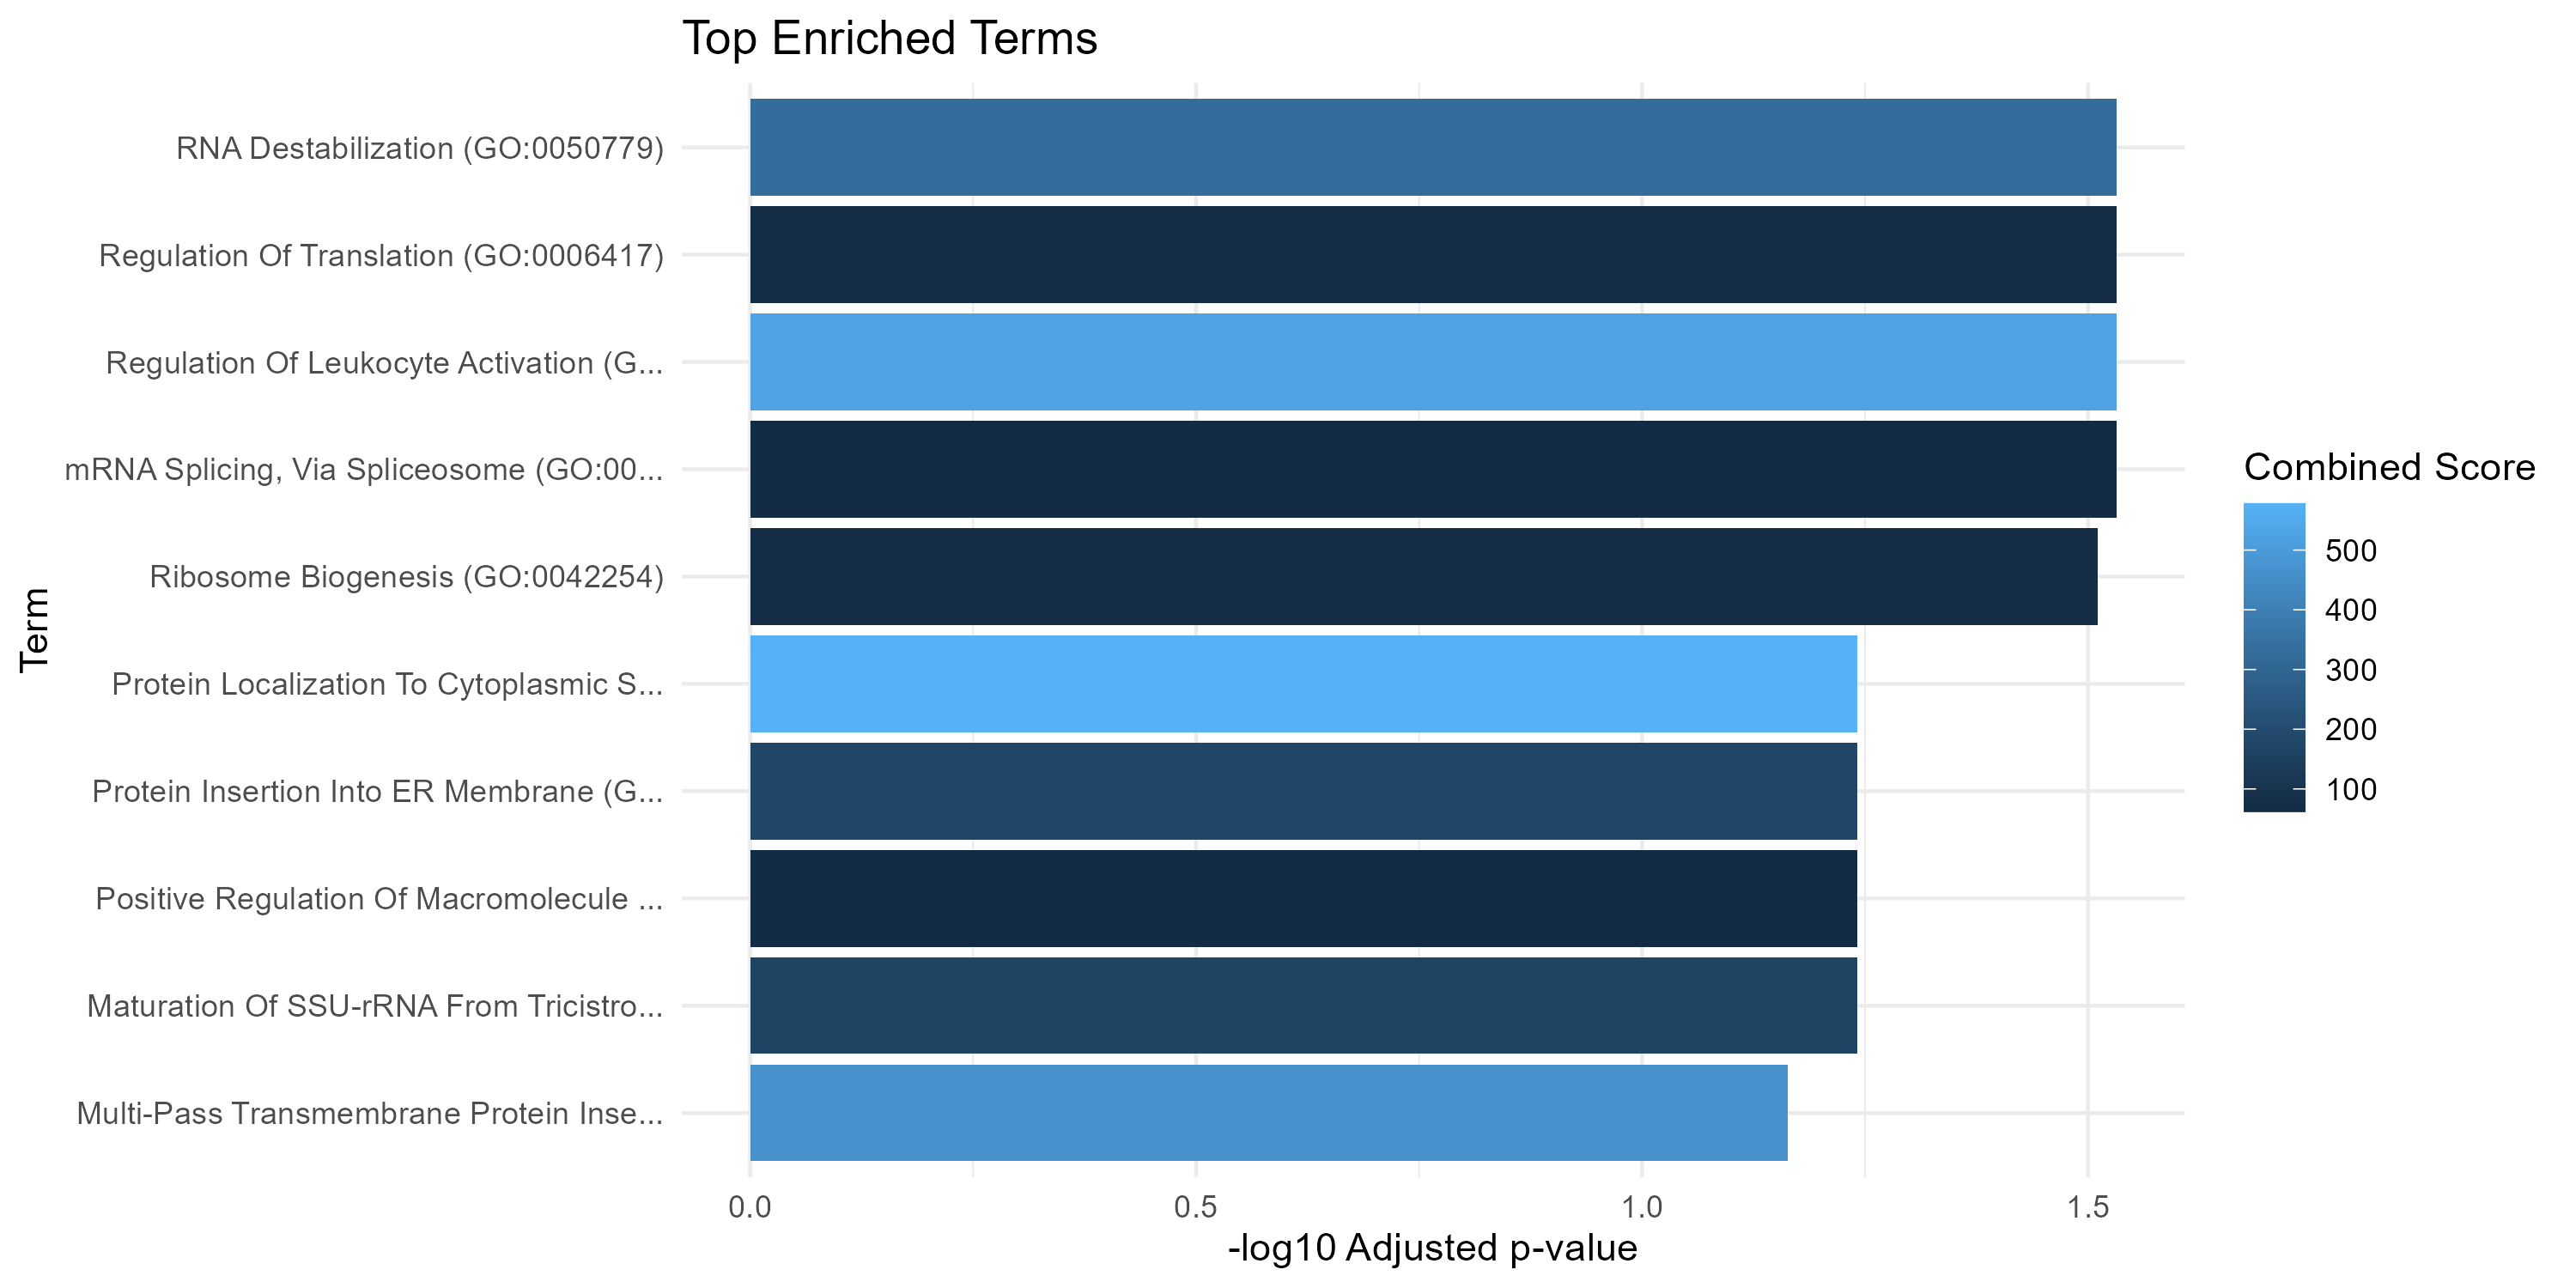 Top Enriched Terms
RNA Destabilization (GO:0050779)
Regulation Of Translation (GO:0006417)
Regulation Of Leukocyte Activation (G...
mRNA Splicing, Via Spliceosome (GO:00...
Ribosome Biogenesis (GO:0042254)
Protein Localization To Cytoplasmic S...
Protein Insertion Into ER Membrane (G...
Positive Regulation Of Macromolecule ...
Maturation Of SSU-rRNA From Tricistro...
Multi-Pass Transmembrane Protein Inse...
Term
0.0
0.5
1.0
1.5
-log10 Adjusted p-value
Combined Score
500
400
300
200
100